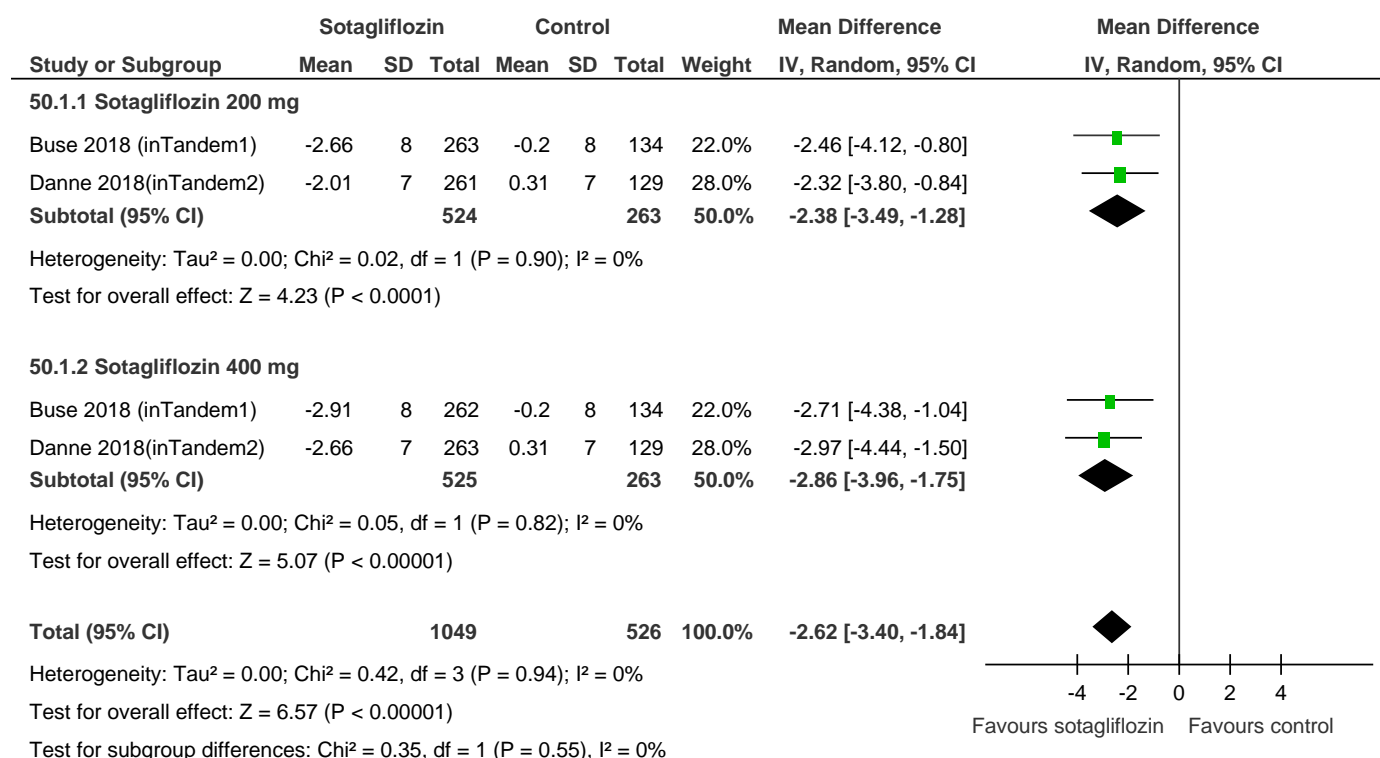 Sotagliflozin Control Mean Difference Mean Difference
Study or Subgroup Mean SD Total Mean SD Total Weight IV, Random, 95% CI IV, Random, 95% CI
50.1.1 Sotagliflozin 200 mg
Buse 2018 (inTandem1) -2.66 8 263 -0.2 8 134 22.0% -2.46 [-4.12, -0.80]
Danne 2018(inTandem2) -2.01 7 261 0.31 7 129 28.0% -2.32 [-3.80, -0.84]
Subtotal (95% CI) 524 263 50.0% -2.38 [-3.49, -1.28]
Heterogeneity: Tau² = 0.00; Chi² = 0.02, df = 1 (P = 0.90); I² = 0%
Test for overall effect: Z = 4.23 (P < 0.0001)
50.1.2 Sotagliflozin 400 mg
Buse 2018 (inTandem1) -2.91 8 262 -0.2 8 134 22.0% -2.71 [-4.38, -1.04]
Danne 2018(inTandem2) -2.66 7 263 0.31 7 129 28.0% -2.97 [-4.44, -1.50]
Subtotal (95% CI) 525 263 50.0% -2.86 [-3.96, -1.75]
Heterogeneity: Tau² = 0.00; Chi² = 0.05, df = 1 (P = 0.82); I² = 0%
Test for overall effect: Z = 5.07 (P < 0.00001)
Total (95% CI) 1049 526 100.0% -2.62 [-3.40, -1.84]
Heterogeneity: Tau² = 0.00; Chi² = 0.42, df = 3 (P = 0.94); I² = 0%
Test for overall effect: Z = 6.57 (P < 0.00001)
Test for subgroup differences: Chi² = 0.35, df = 1 (P = 0.55), I² = 0%
-4 -2 0 2 4
Favours sotagliflozin Favours control